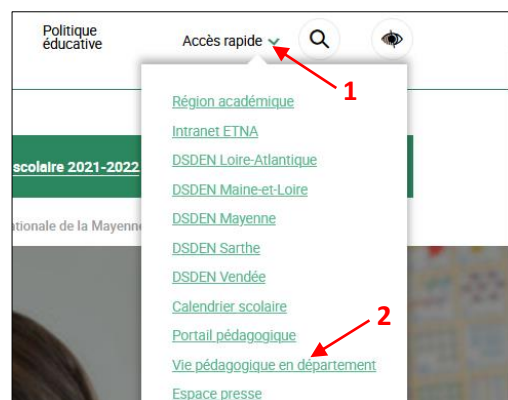 Politique
éducative
Accès rapide
1
Région académique
Intranet ETNA
DSDEN Loire-Atlantique
scolaire 2021-2022
DSDEN Maine-et-Loire
DSDEN Mayenne
tionale de la Mayenne
DSDEN Sarthe
DSDEN Vendée
Calendrier scolaire
2
Portail pédagogique
Vie pédagogique en département
Espace presse